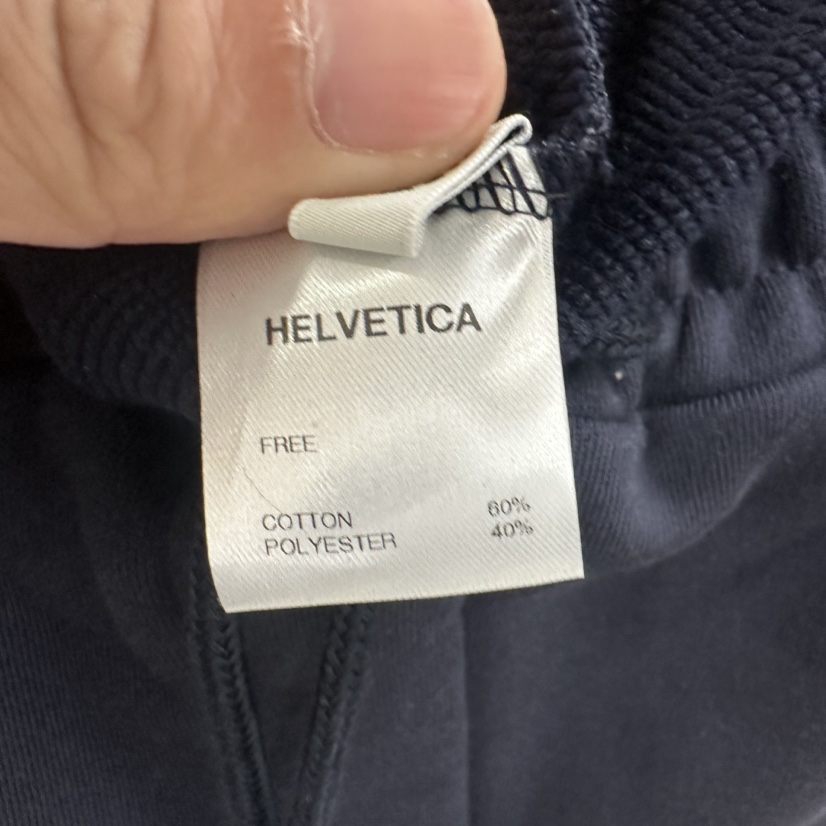 HELVETICA
FREE
COTTON 60%
POLYESTER 40%